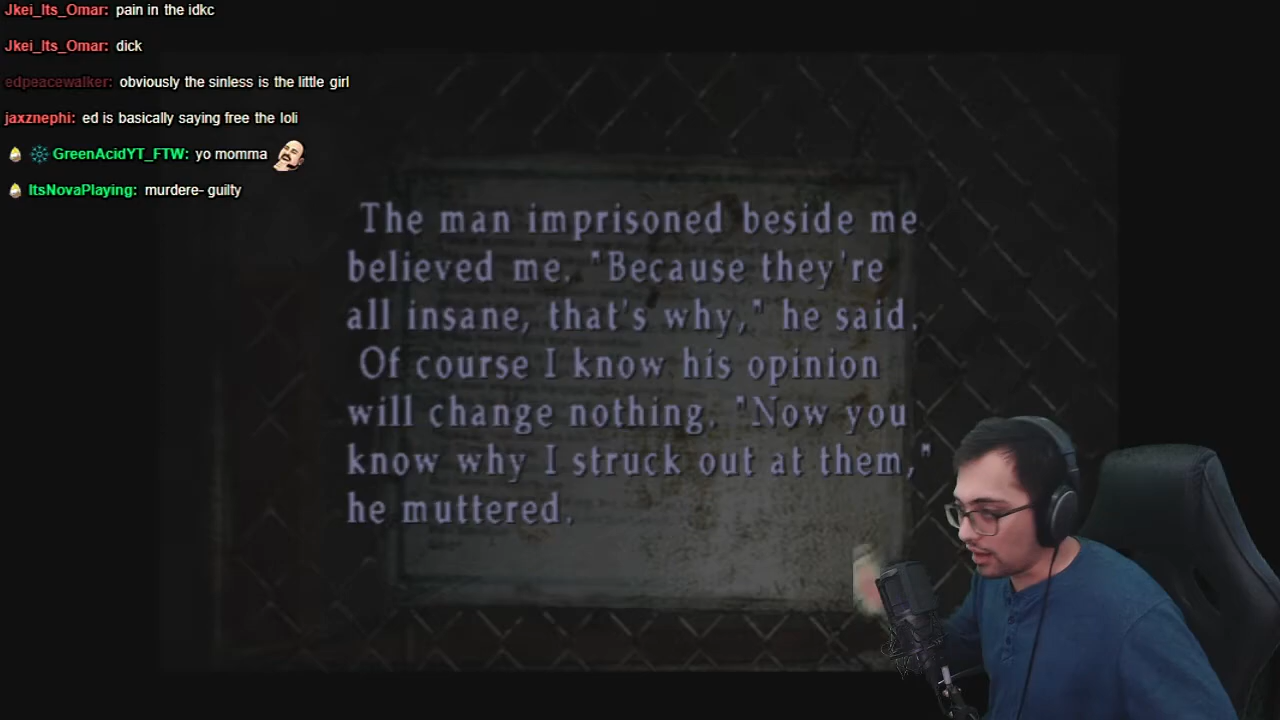 Jkei_Its_Omar: pain in the idkc
Jkei_Its_Omar: dick
edpeacewalker: obviously the sinless is the little girl
jaxznephi: ed is basically saying free the loli
GreenAcidYT_FTW: yo momma
ItsNovaPlaying: murdere- guilty
The man imprisoned beside me
believed me. "Because they're
all insane, that's why," he said.
Of course I know his opinion
will change nothing. "Now you
know why I struck out at them,"
he muttered.